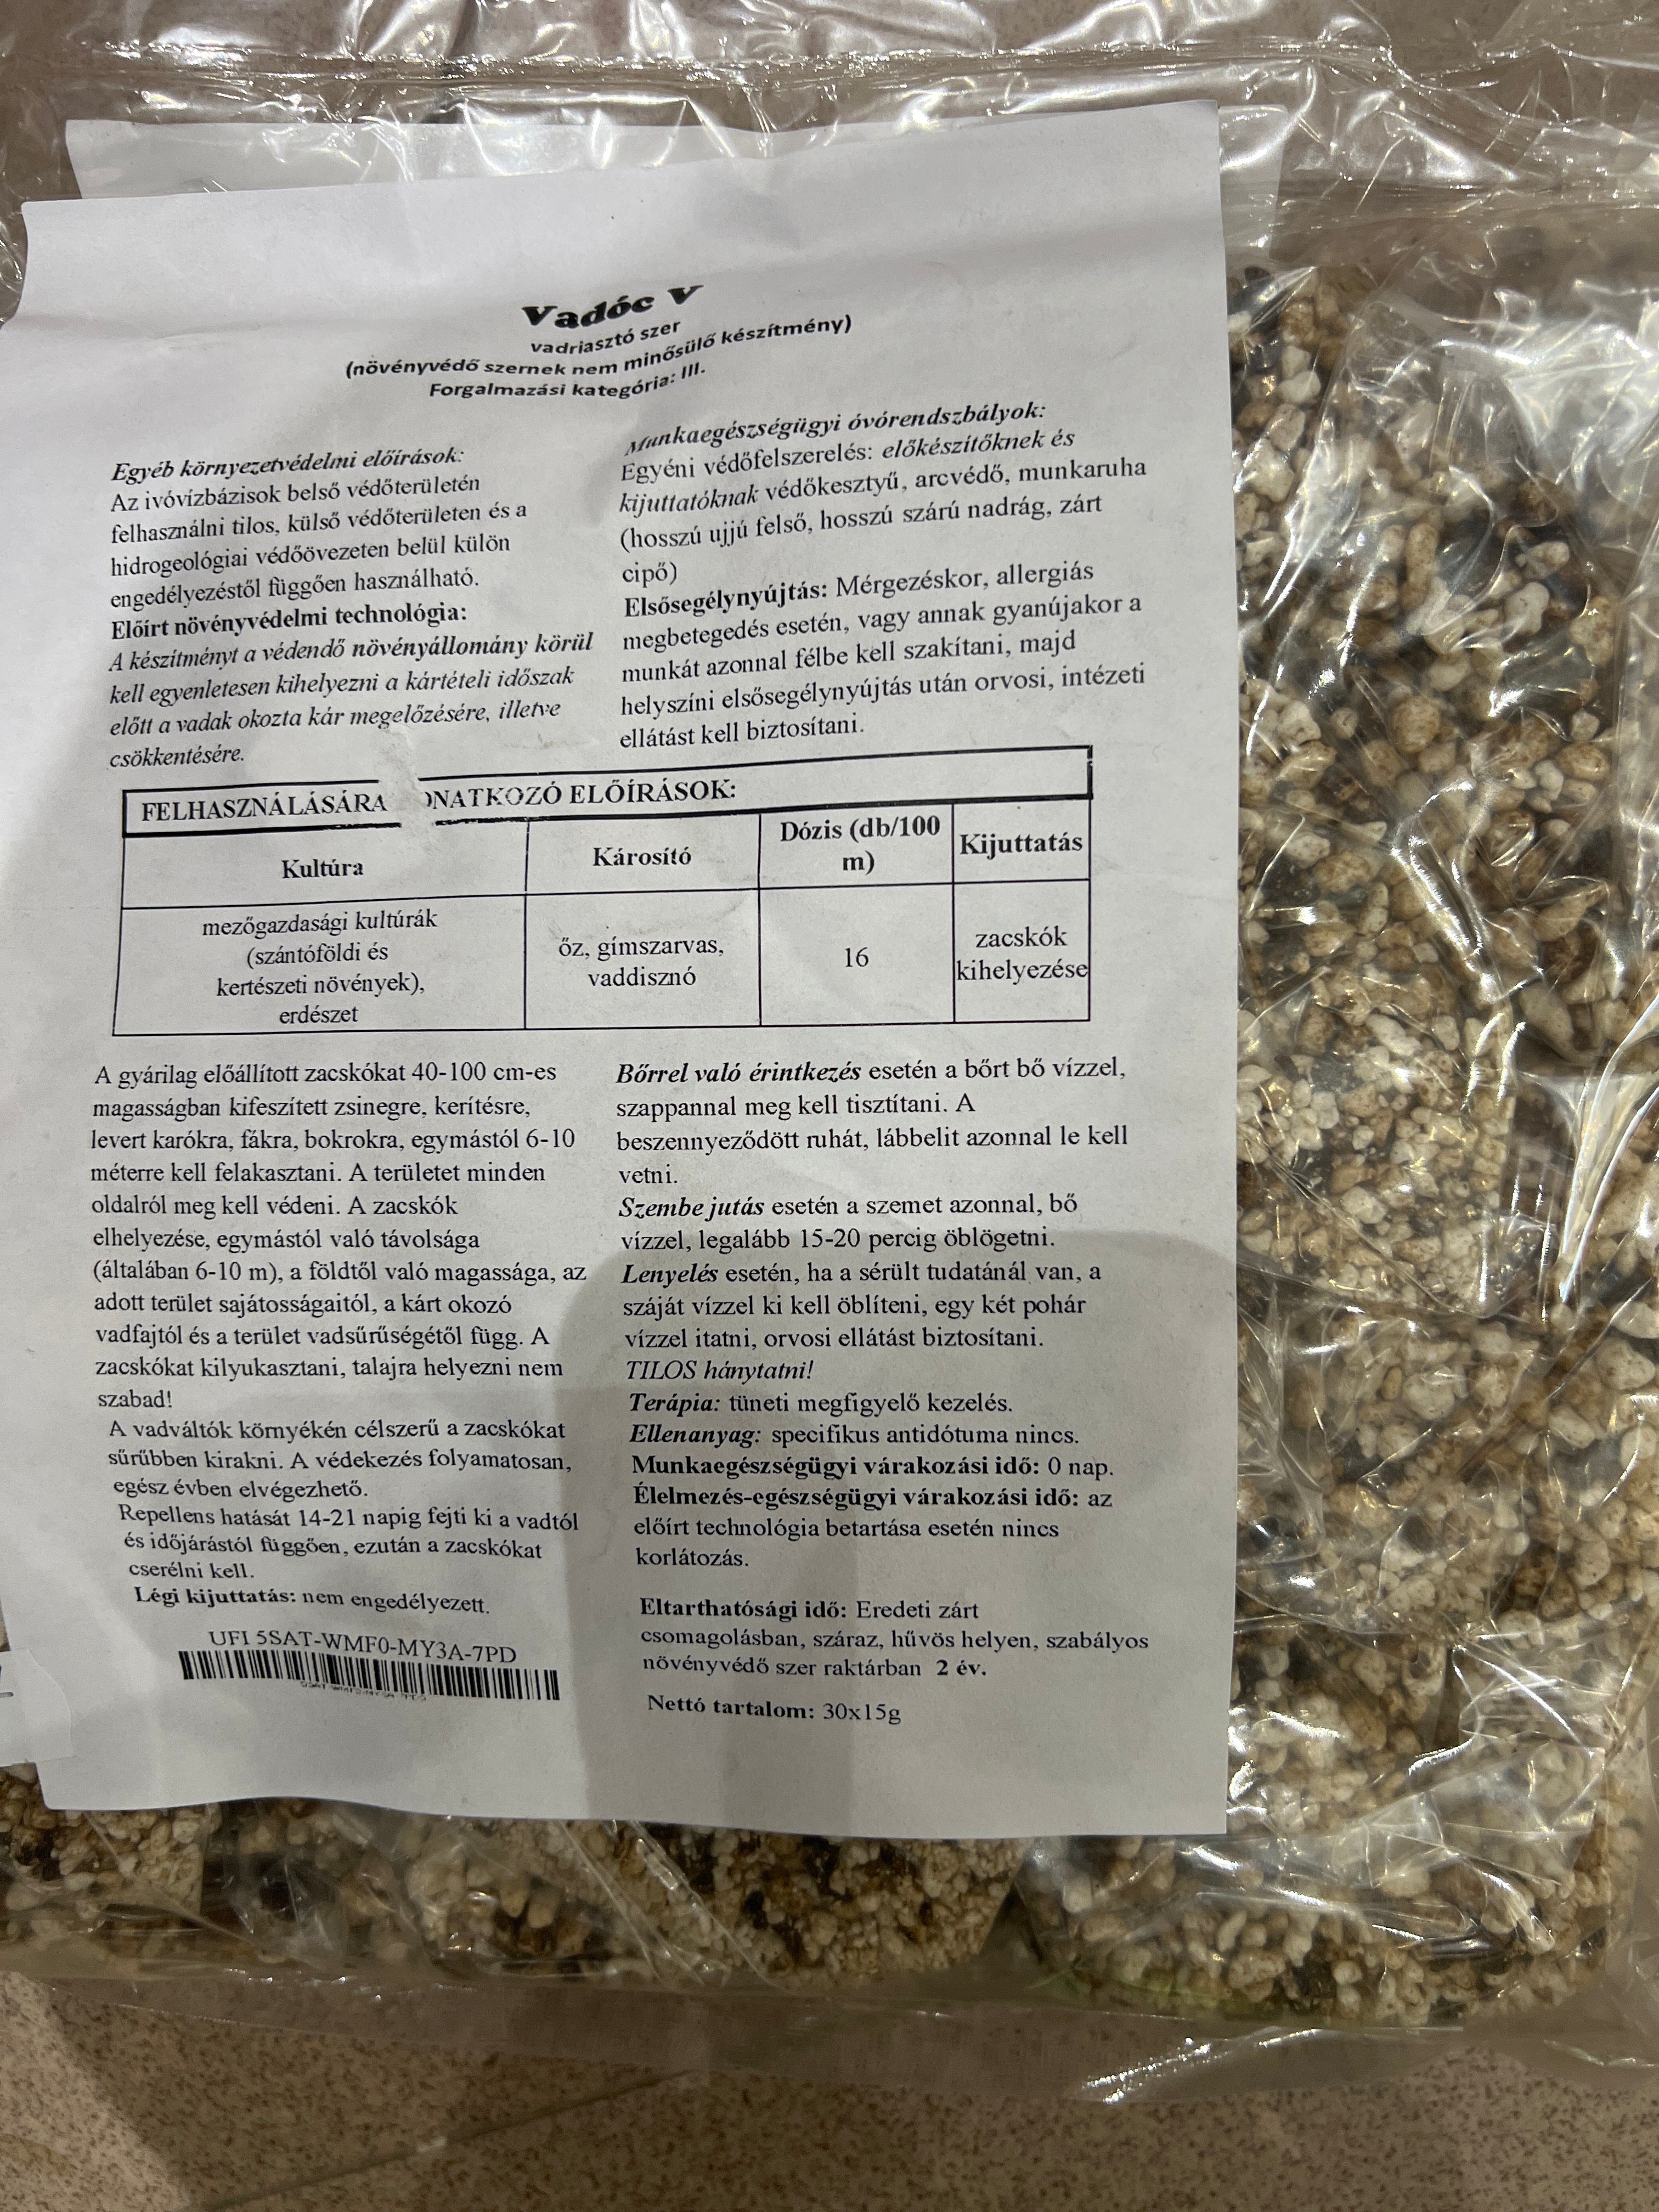 Vadóc V
vadriasztó szer
(növényvédő szernek nem minősülő készítmény)
Forgalmazási kategória: III.
Egyéb környezetvédelmi előírások:
Az ivóvízbázisok belső védőterületén
felhasználni tilos, külső védőterületen és a
hidrogeológiai védőövezeten belül külön
engedélyezéstől függően használható.
Előírt növényvédelmi technológia:
A készítményt a védendő növényállomány körül
kell egyenletesen kihelyezni a kártételi időszak
előtt a vadak okozta kár megelőzésére, illetve
csökkentésére.
Munkaegészségügyi óvórendszbályok:
Egyéni védőfelszerelés: előkészítőknek és
kijuttatóknak védőkesztyű, arcvédő, munkaruha
(hosszú ujjú felső, hosszú szárú nadrág, zárt
cipő)
Elsősegélynyújtás: Mérgezéskor, allergiás
megbetegedés esetén, vagy annak gyanújakor a
munkát azonnal félbe kell szakítani, majd
helyszíni elsősegélynyújtás után orvosi, intézeti
ellátást kell biztosítani.
FELHASZNÁLÁSÁRA ONATKOZÓ ELŐÍRÁSOK:
Kultúra
Károsító
Dózis (db/100
m)
Kijuttatás
mezőgazdasági kultúrák
(szántóföldi és
kertészeti növények),
erdészet
őz, gímszarvas,
vaddisznó
16
zacskók
kihelyezése
A gyárilag előállított zacskókat 40-100 cm-es
magasságban kifeszített zsinegre, kerítésre,
levert karókra, fákra, bokrokra, egymástól 6-10
méterre kell felakasztani. A területet minden
oldalról meg kell védeni. A zacskók
elhelyezése, egymástól való távolsága
(általában 6-10 m), a földtől való magassága, az
adott terület sajátosságaitól, a kárt okozó
vadfajtól és a terület vadsűrűségétől függ. A
zacskókat kilyukasztani, talajra helyezni nem
szabad!
A vadváltók környékén célszerű a zacskókat
sűrűbben kirakni. A védekezés folyamatosan,
egész évben elvégezhető.
Repellens hatását 14-21 napig fejti ki a vadtól
és időjárástól függően, ezután a zacskókat
cserélni kell.
Légi kijuttatás: nem engedélyezett.
UFI 5SAT-WMF0-MY3A-7PD
Bőrrel való érintkezés esetén a bőrt bő vízzel,
szappannal meg kell tisztítani. A
beszennyeződött ruhát, lábbelit azonnal le kell
vetni.
Szembe jutás esetén a szemet azonnal, bő
vízzel, legalább 15-20 percig öblögetni.
Lenyelés esetén, ha a sérült tudatánál van, a
száját vízzel ki kell öblíteni, egy két pohár
vízzel itatni, orvosi ellátást biztosítani.
TILOS hánytatni!
Terápia: tüneti megfigyelő kezelés.
Ellenanyag: specifikus antidótuma nincs.
Munkaegészségügyi várakozási idő: 0 nap.
Élelmezés-egészségügyi várakozási idő: az
előírt technológia betartása esetén nincs
korlátozás.
Eltarthatósági idő: Eredeti zárt
csomagolásban, száraz, hűvös helyen, szabályos
növényvédő szer raktárban 2 év.
Nettó tartalom: 30x15g